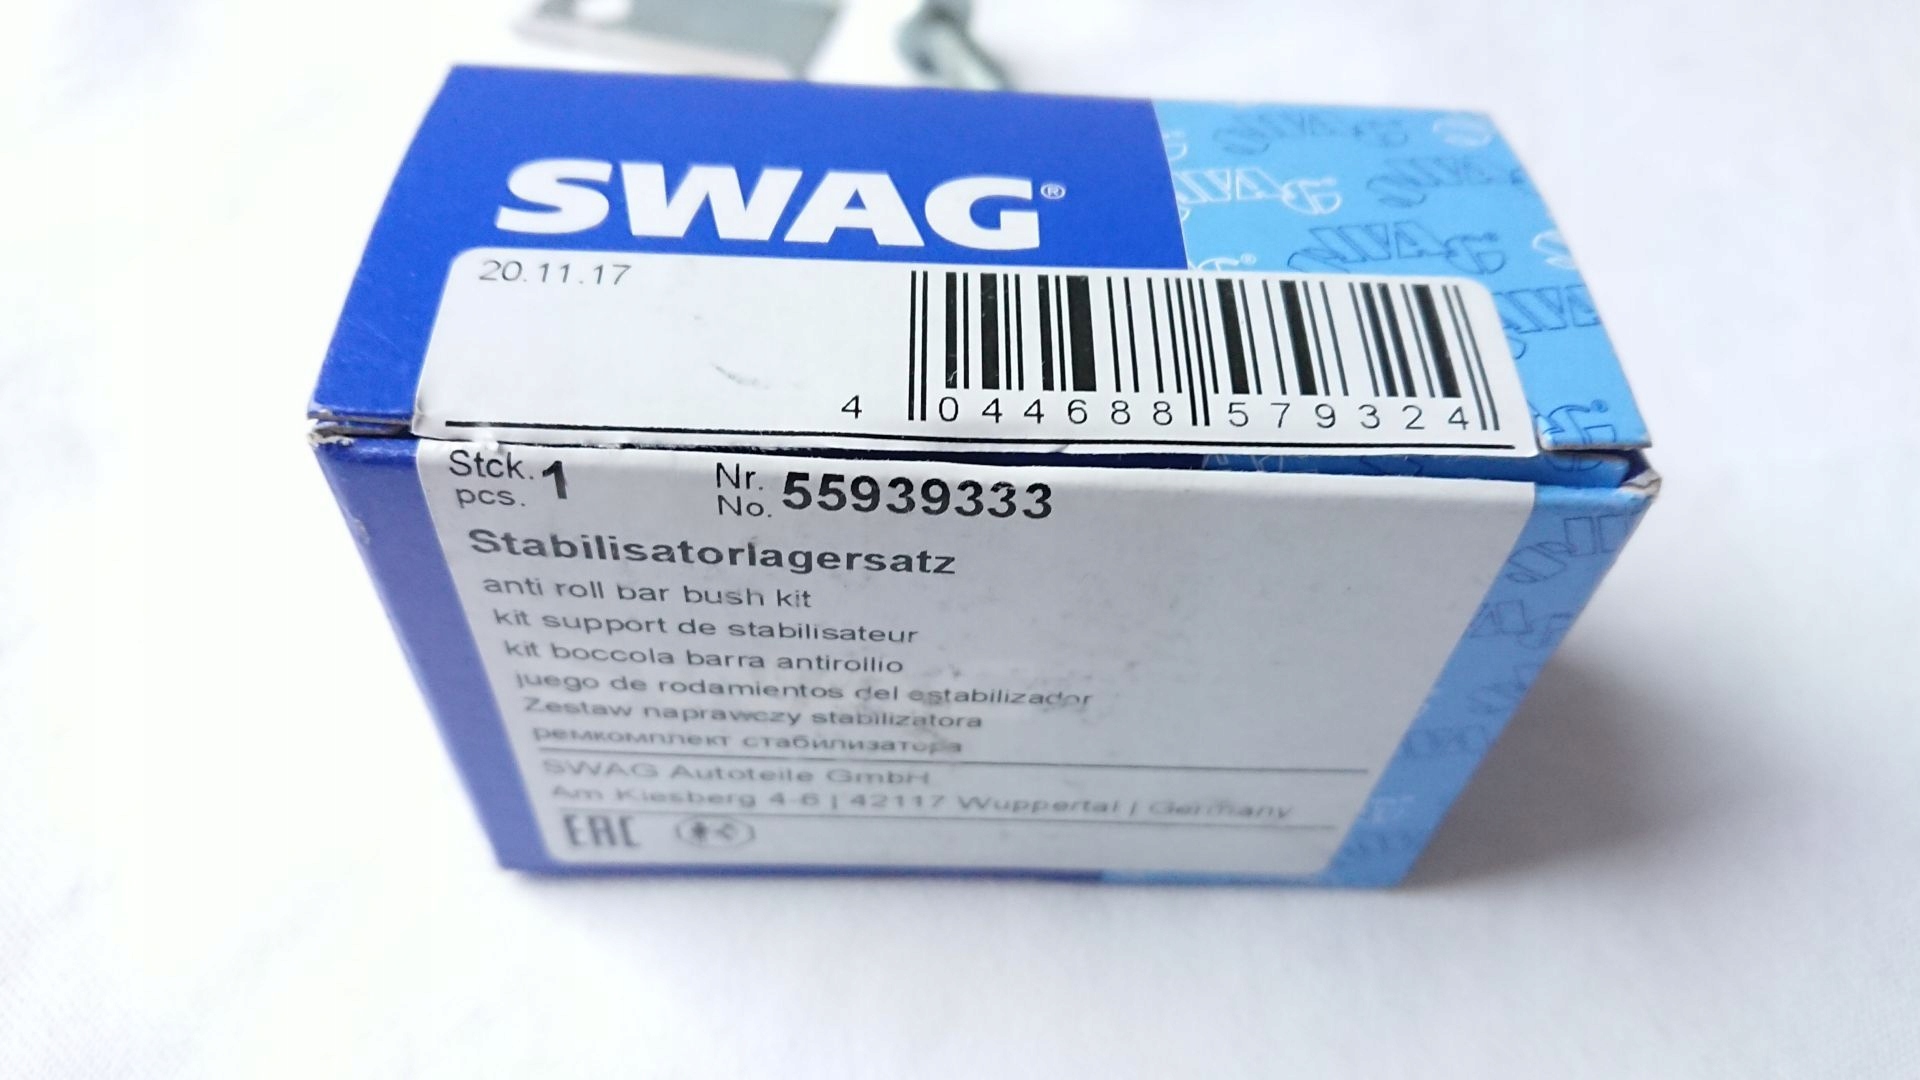 SWAG®
20.11.17
4 044688 579324
Stck. 1 Nr. 55939333
pcs. No.
Stabilisatorlagersatz
anti roll bar bush kit
kit support de stabilisateur
kit boccola barra antirollio
juego de rodamientos del estabilizador
Zestaw naprawczy stabilizatora
ремкомплект стабилизатора
SWAG Autoteile GmbH
Am Kiesberg 4-6 | 42117 Wuppertal | Germany
EAC